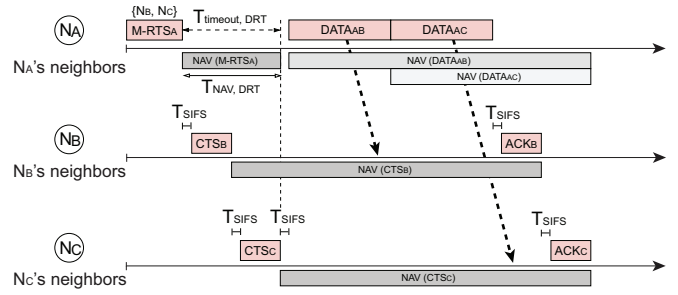 {NB, NC}
Ttimeout, DRT
NA
M-RTSA
DATAAB
DATAAC
NA's neighbors
NAV (M-RTSA)
NAV (DATAAB)
NAV (DATAAC)
TNAV, DRT
TSIFS
TSIFS
NB
CTSB
ACKB
NB's neighbors
NAV (CTSB)
TSIFS
TSIFS
TSIFS
NC
CTSC
ACKC
NC's neighbors
NAV (CTSC)